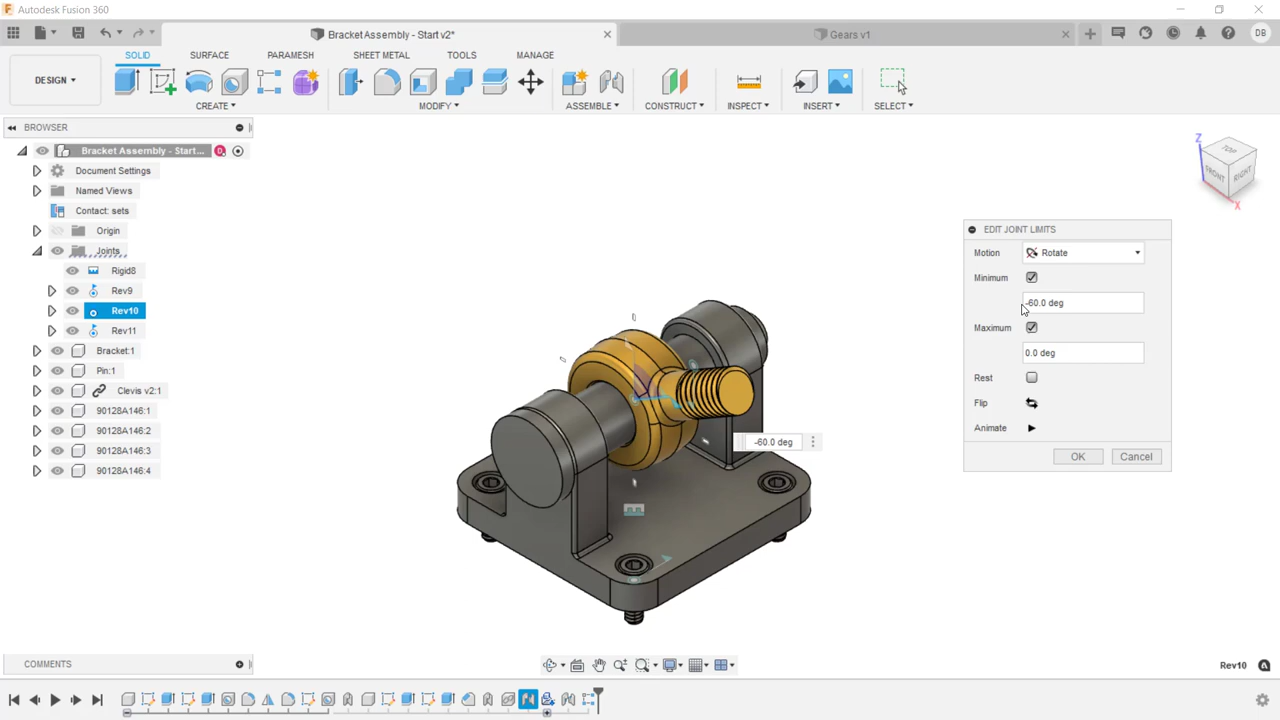 Autodesk Fusion 360
Bracket Assembly - Start v2*
Gears v1
DB
SOLID SURFACE PARAMESH SHEET METAL TOOLS MANAGE
DESIGN
CREATE MODIFY ASSEMBLE CONSTRUCT INSPECT INSERT SELECT
BROWSER
Bracket Assembly - Start...
Document Settings
Named Views
Contact: sets
Origin
Joints
Rigid8
Rev9
Rev10
Rev11
Bracket:1
Pin:1
Clevis v2:1
90128A146:1
90128A146:2
90128A146:3
90128A146:4
Z
TOP
FRONT
RIGHT
X
EDIT JOINT LIMITS
Motion Rotate
Minimum
-60.0 deg
Maximum
0.0 deg
Rest
Flip
Animate
OK Cancel
-60.0 deg
COMMENTS
Rev10